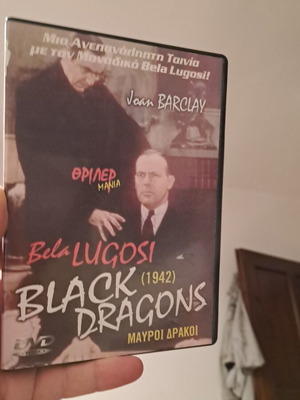 Μια Ανεπανάληπτη Ταινία
με τον Μοναδικό Bela Lugosi!
Joan BARCLAY
ΘΡΙΛΕΡ
ΜΑΝΙΑ
Bela LUGOSI
(1942)
BLACK
DRAGONS
ΜΑΥΡΟΙ ΔΡΑΚΟΙ
DVD